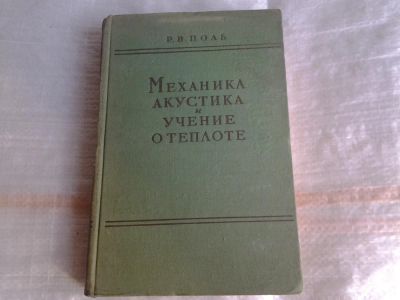 Р. В. ПОЛЬ
МЕХАНИКА
АКУСТИКА
И
УЧЕНИЕ
О ТЕПЛОТЕ